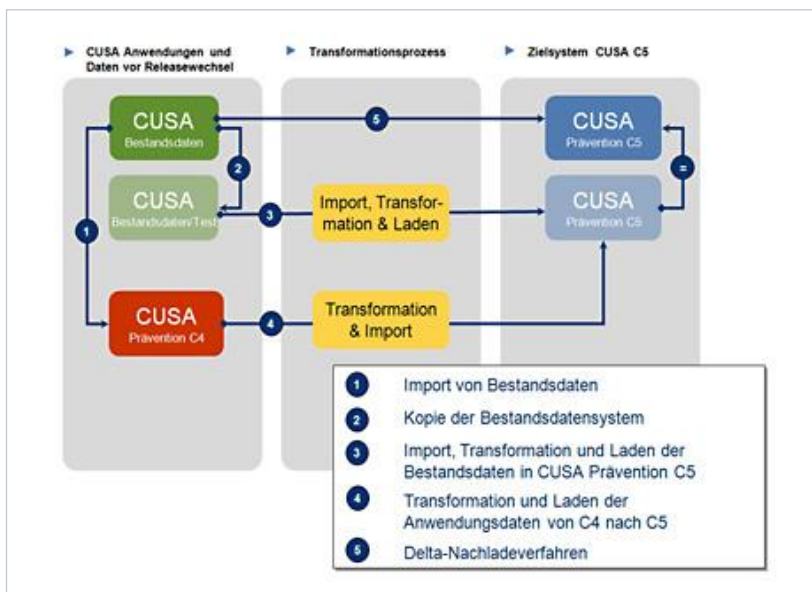 CUSA Anwendungen und
Daten vor Releasewechsel
Transformationsprozess
Zielsystem CUSA C5
CUSA
Bestandsdaten
5
CUSA
Prävention C5
2
=
CUSA
Bestandsdaten/Test
3
Import, Transfor-
mation & Laden
CUSA
Prävention C5
1
CUSA
Prävention C4
4
Transformation
& Import
1 Import von Bestandsdaten
2 Kopie der Bestandsdatensystem
3 Import, Transformation und Laden der
Bestandsdaten in CUSA Prävention C5
4 Transformation und Laden der
Anwendungsdaten von C4 nach C5
5 Delta-Nachladeverfahren